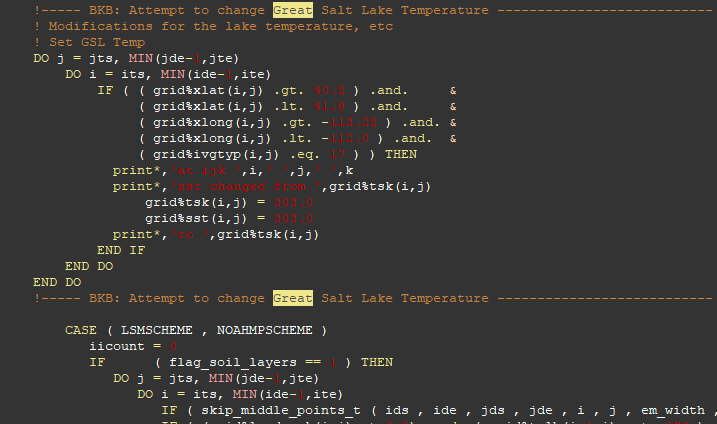 !----- BKB: Attempt to change Great Salt Lake Temperature ---------------------------
! Modifications for the lake temperature, etc
! Set GSL Temp
DO j = jts, MIN(jde-1,jte)
DO i = its, MIN(ide-1,ite)
IF ( ( grid%xlat(i,j) .gt. 40.5 ) .and. &
( grid%xlat(i,j) .lt. 41.8 ) .and. &
( grid%xlong(i,j) .gt. -113.25 ) .and. &
( grid%xlong(i,j) .lt. -112.0 ) .and. &
( grid%ivgtyp(i,j) .eq. 17 ) ) THEN
print*,'at ijk ',i,' ',j,' ',k
print*,'sst changed from ',grid%tsk(i,j)
grid%tsk(i,j) = 303.0
grid%sst(i,j) = 303.0
print*,'to ',grid%tsk(i,j)
END IF
END DO
END DO
!----- BKB: Attempt to change Great Salt Lake Temperature ---------------------------
CASE ( LSMSCHEME , NOAHMPSCHEME )
iicount = 0
IF ( flag_soil_layers == 1 ) THEN
DO j = jts, MIN(jde-1,jte)
DO i = its, MIN(ide-1,ite)
IF ( skip_middle_points_t ( ids , ide , jds , jde , i , j , em_width ,